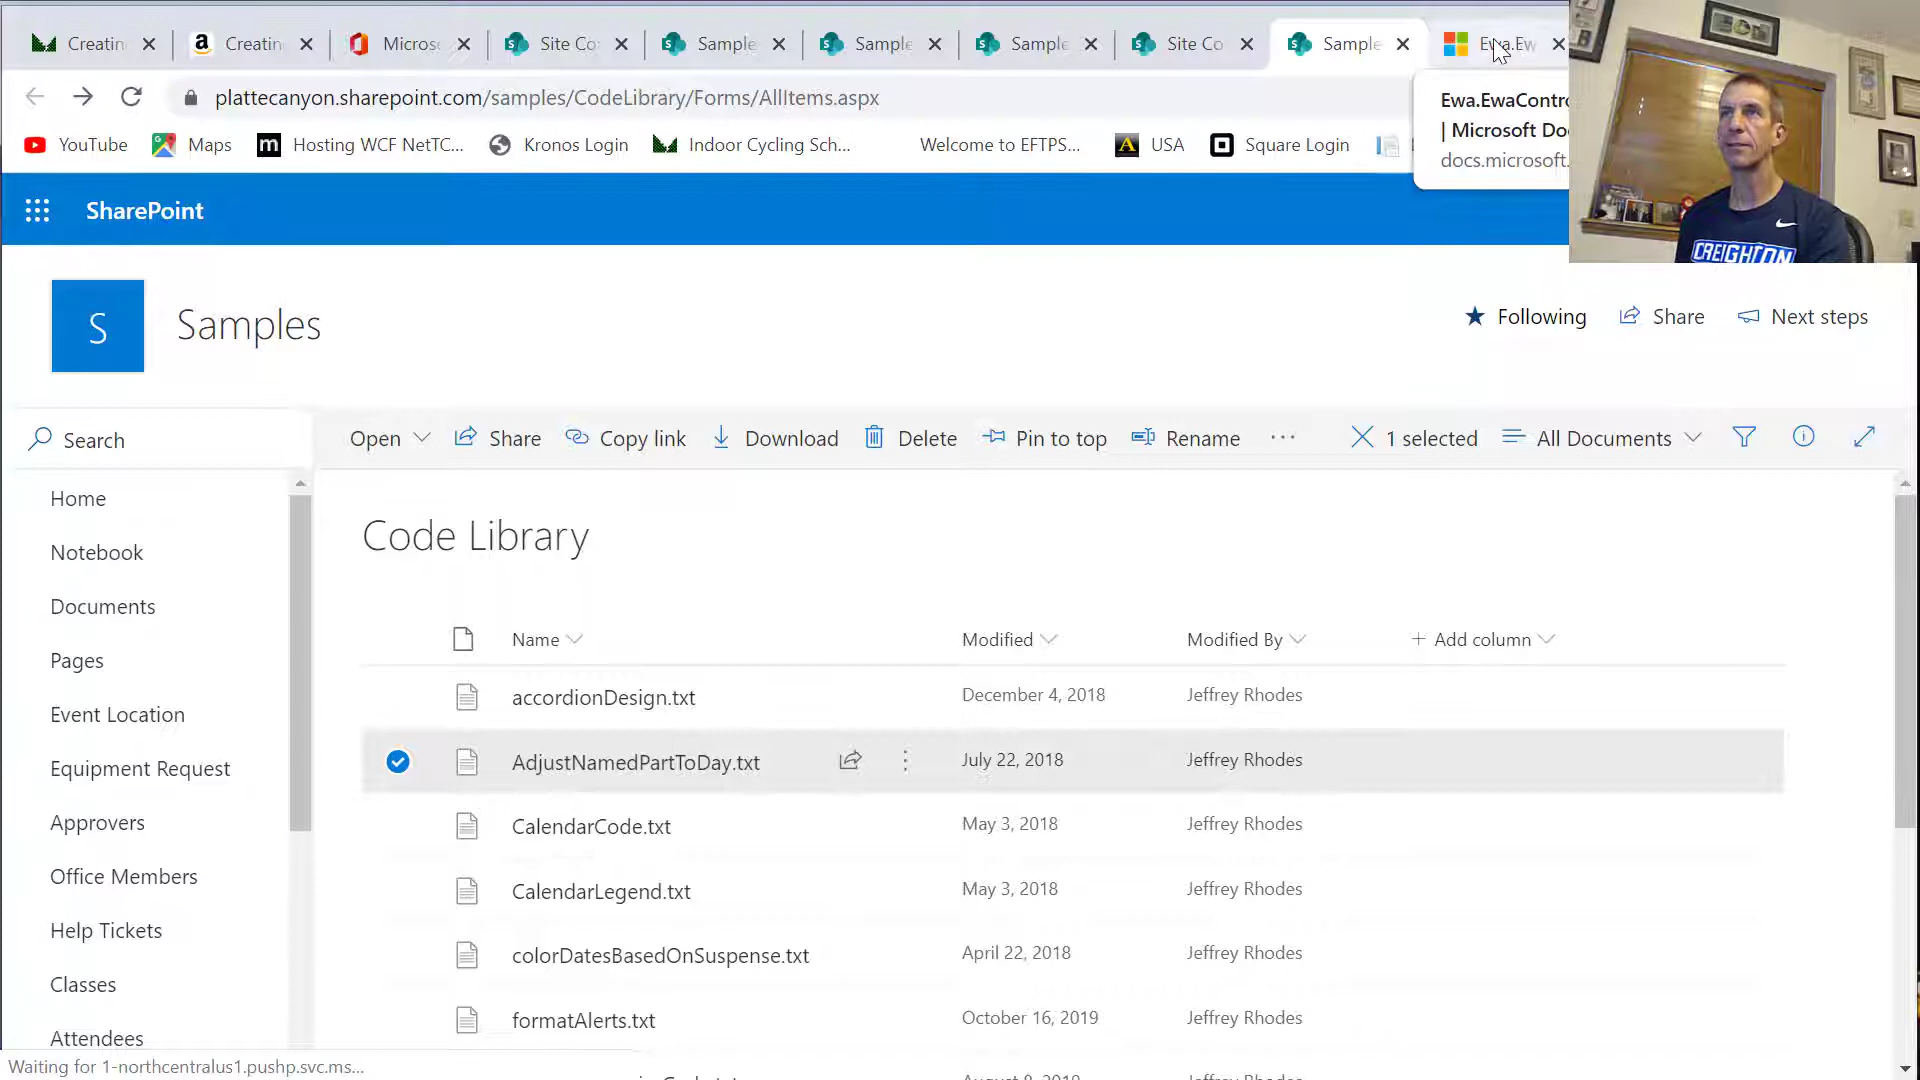 Creatin
Creatin
Micros
Site Co
Sample
Sample
Sample
Site Co
Sample
Ewa.Ew
plattecanyon.sharepoint.com/samples/CodeLibrary/Forms/AllItems.aspx
Ewa.EwaContro
| Microsoft Doc
docs.microsoft.
YouTube
Maps
Hosting WCF NetTC...
Kronos Login
Indoor Cycling Sch...
Welcome to EFTPS...
USA
Square Login
SharePoint
CREIGHTON
S
Samples
Following
Share
Next steps
Search
Open
Share
Copy link
Download
Delete
Pin to top
Rename
1 selected
All Documents
Home
Notebook
Documents
Pages
Event Location
Equipment Request
Approvers
Office Members
Help Tickets
Classes
Attendees
Code Library
Name Modified Modified By + Add column
accordionDesign.txt December 4, 2018 Jeffrey Rhodes
AdjustNamedPartToDay.txt July 22, 2018 Jeffrey Rhodes
CalendarCode.txt May 3, 2018 Jeffrey Rhodes
CalendarLegend.txt May 3, 2018 Jeffrey Rhodes
colorDatesBasedOnSuspense.txt April 22, 2018 Jeffrey Rhodes
formatAlerts.txt October 16, 2019 Jeffrey Rhodes
Waiting for 1-northcentralus1.pushp.svc.ms...